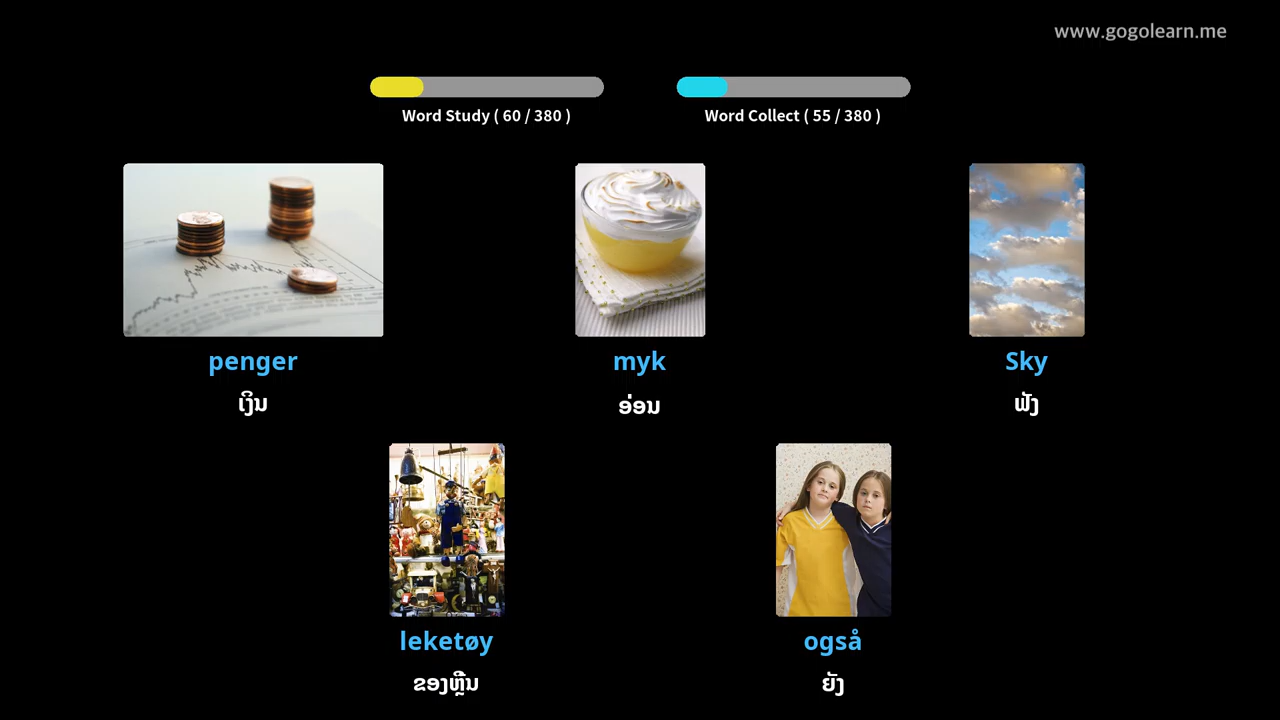 www.gogolearn.me
Word Study ( 60 / 380 )
Word Collect ( 55 / 380 )
penger
ເງິນ
myk
ອ່ອນ
Sky
ຟັງ
leketøy
ຂອງຫຼິ້ນ
også
ຍັງ